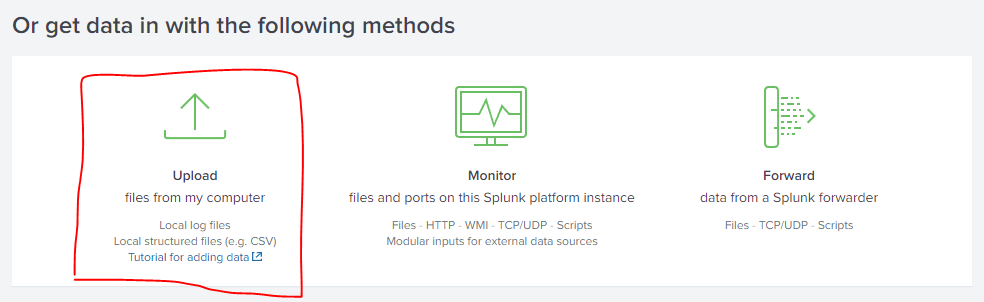 Or get data in with the following methods
Upload
files from my computer
Local log files
Local structured files (e.g. CSV)
Tutorial for adding data
Monitor
files and ports on this Splunk platform instance
Files - HTTP - WMI - TCP/UDP - Scripts
Modular inputs for external data sources
Forward
data from a Splunk forwarder
Files - TCP/UDP - Scripts